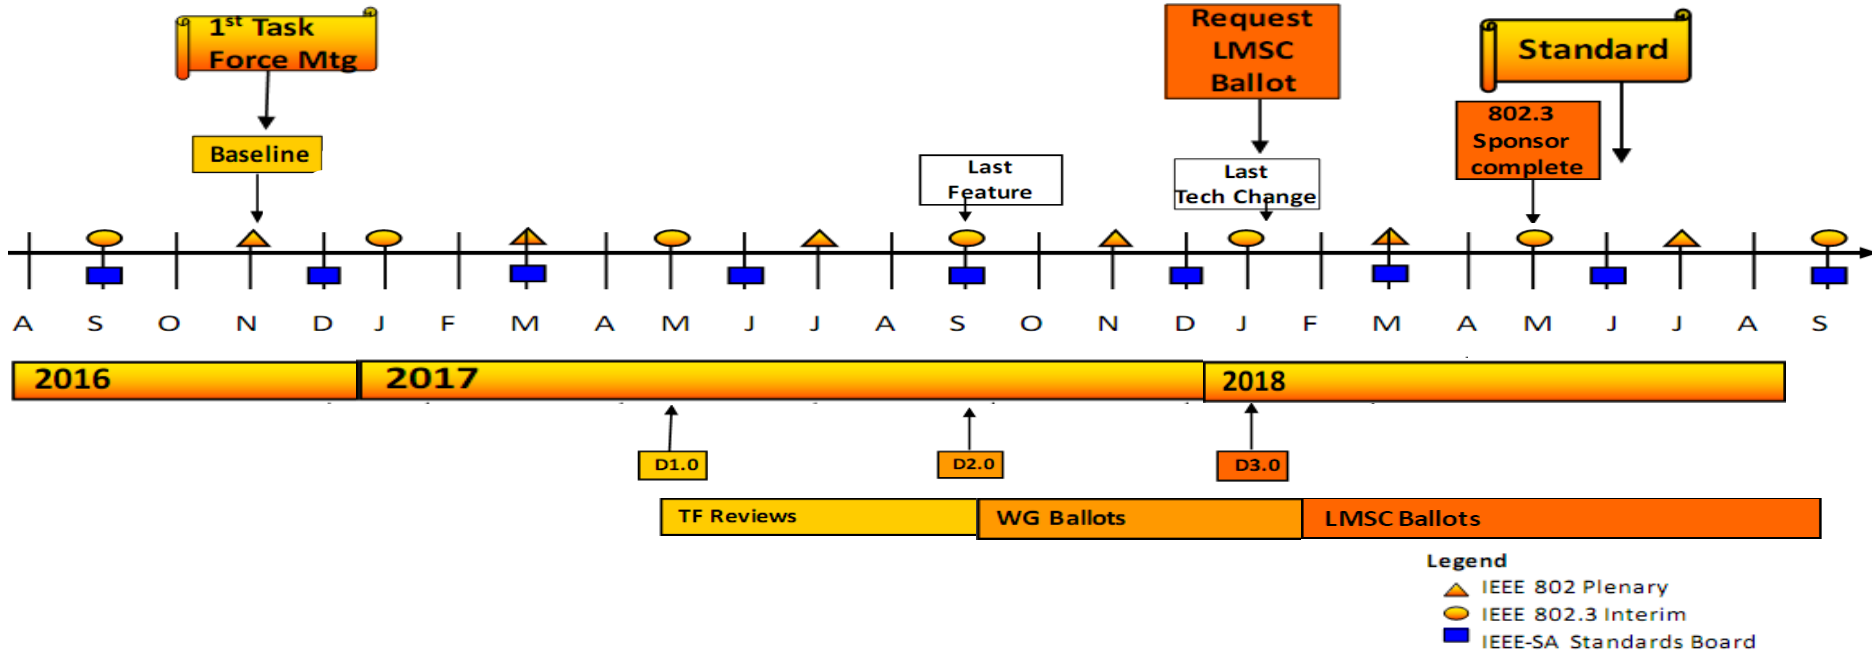 1st Task
Force Mtg
Request
LMSC
Ballot
Standard
802.3
Sponsor
complete
Baseline
Last
Feature
Last
Tech Change
A S O N D J F M A M J J A S O N D J F M A M J J A S
2016 2017 2018
D1.0 D2.0 D3.0
TF Reviews WG Ballots LMSC Ballots
Legend
IEEE 802 Plenary
IEEE 802.3 Interim
IEEE-SA Standards Board